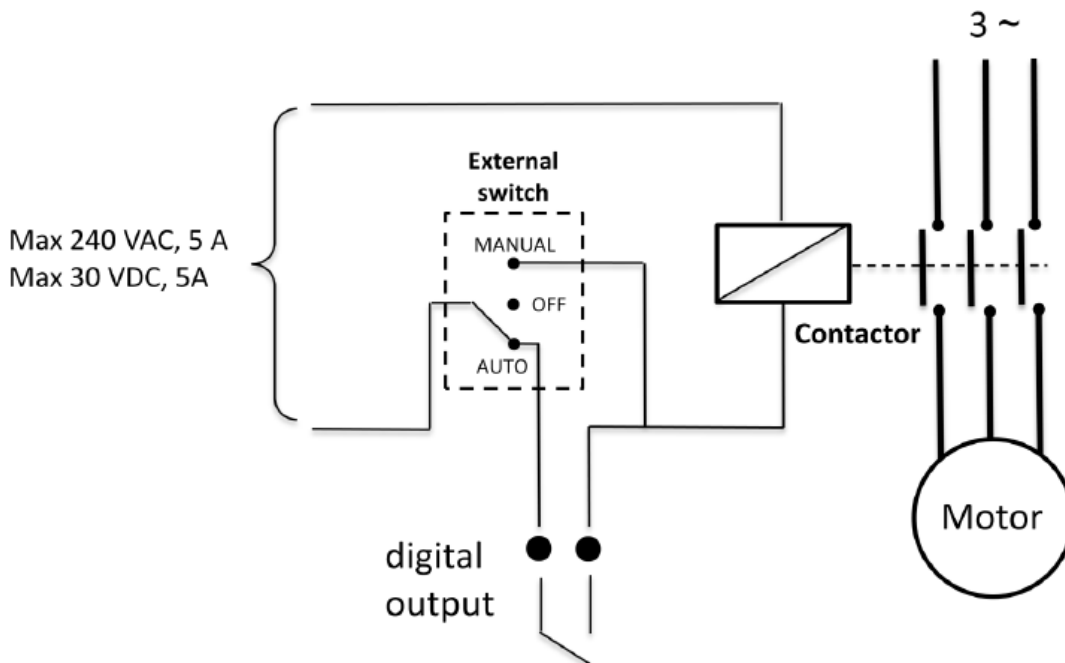 3 ~
External
switch
MANUAL
Max 240 VAC, 5 A
Max 30 VDC, 5A
OFF
Contactor
AUTO
Motor
digital
output